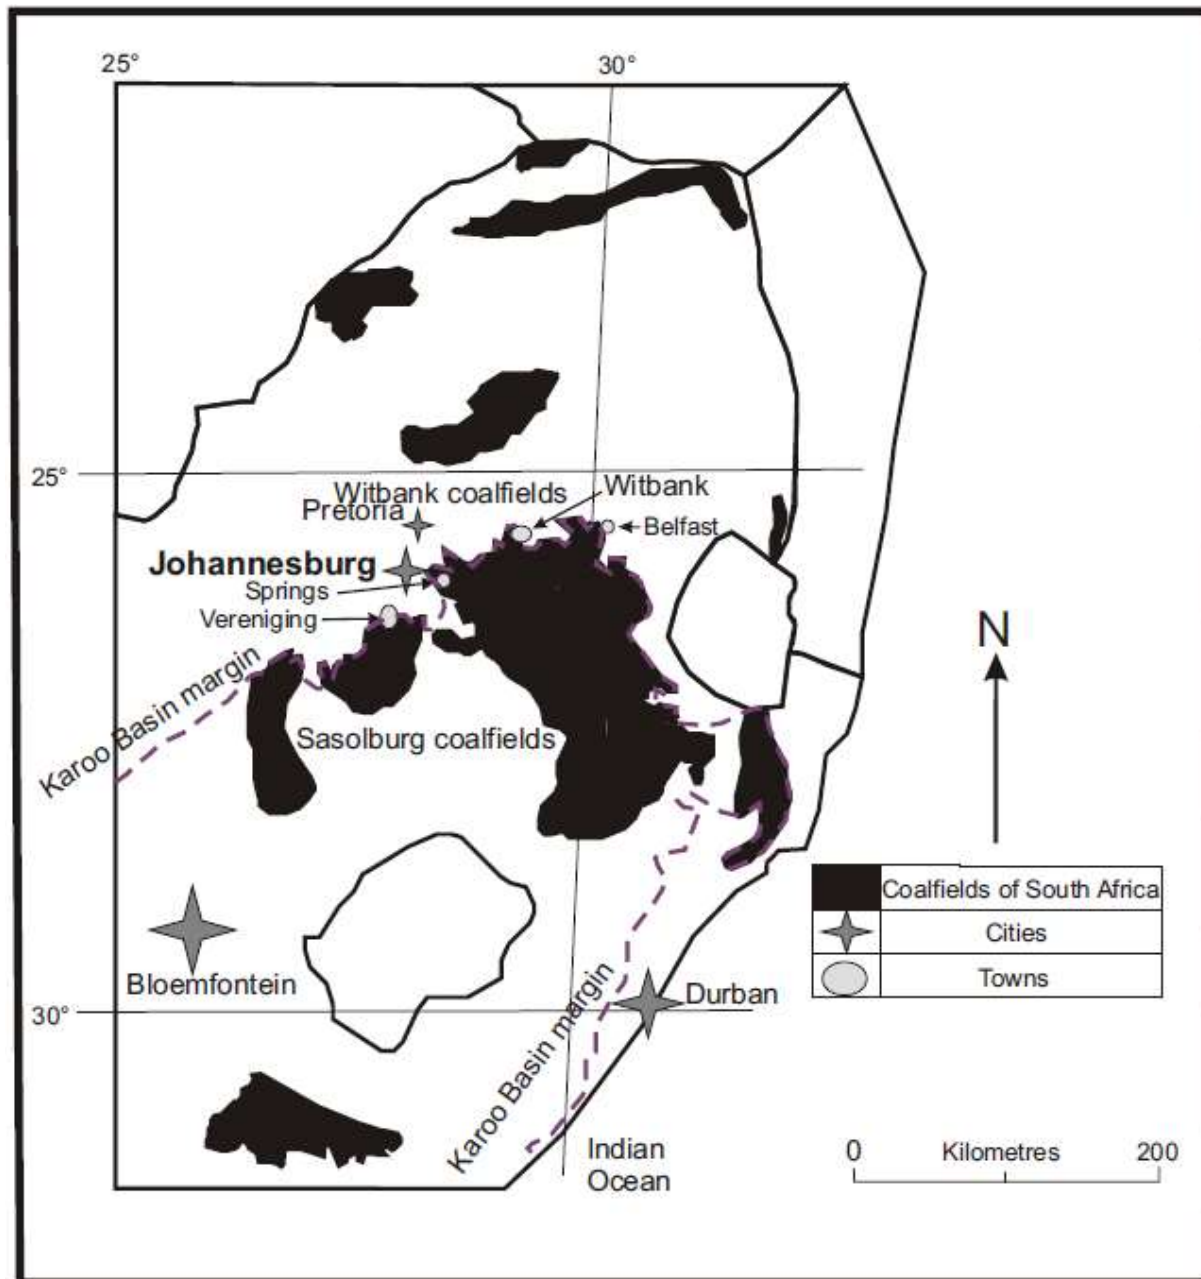 25°
30°
25°
Witbank coalfields
Witbank
Pretoria
Belfast
Johannesburg
Springs
Vereniging
N
Karoo Basin margin
Sasolburg coalfields
Coalfields of South Africa
Cities
Towns
Bloemfontein
Durban
30°
Karoo Basin margin
Indian
Ocean
0 Kilometres 200